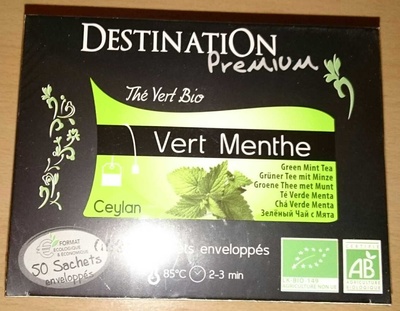 DESTINATION
Premium
Thé Vert Bio
Vert Menthe
Green Mint Tea
Grüner Tee mit Minze
Groene Thee met Munt
Té Verde Menta
Chá Verde Menta
Зелёный Чай с Мята
Ceylan
FORMAT
ÉCOLOGIQUE
& ÉCONOMIQUE
50 Sachets
enveloppés
enveloppés
85°C
2-3 min
AB